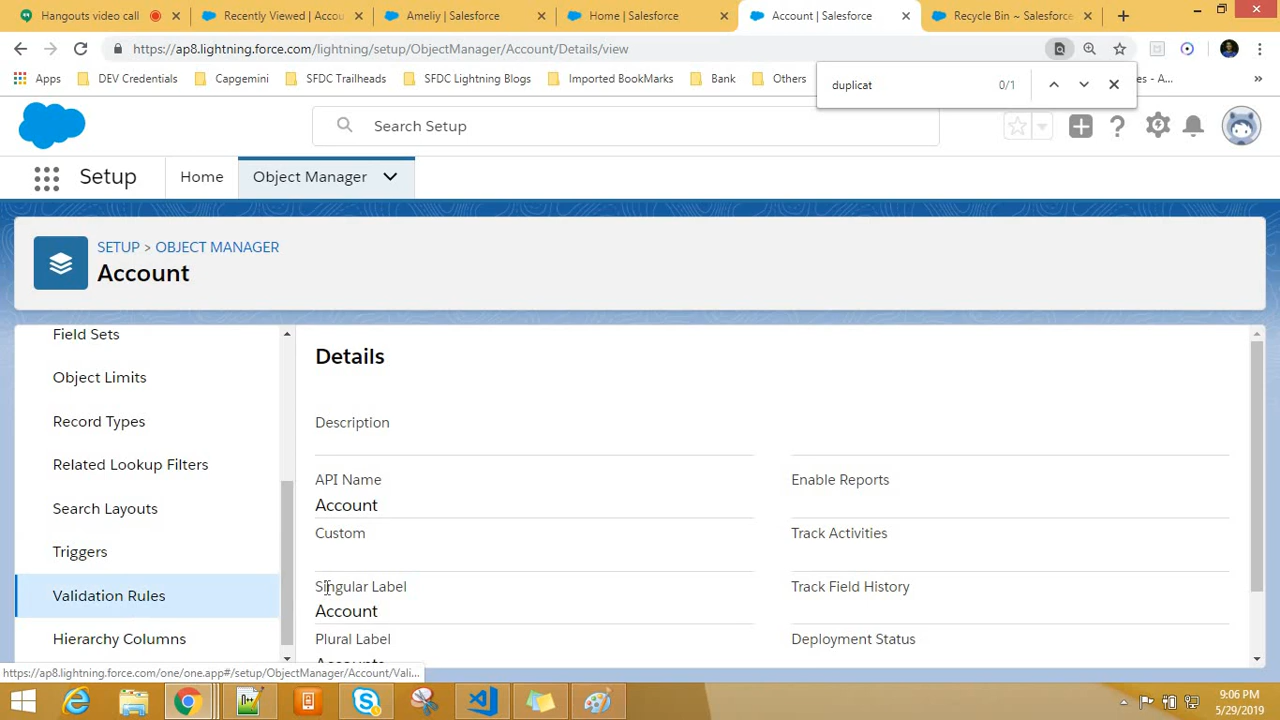 Hangouts video call
Recently Viewed | Accou
Ameliy | Salesforce
Home | Salesforce
Account | Salesforce
Recycle Bin ~ Salesforce
https://ap8.lightning.force.com/lightning/setup/ObjectManager/Account/Details/view
Apps
DEV Credentials
Capgemini
SFDC Trailheads
SFDC Lightning Blogs
Imported BookMarks
Bank
Others
- A...
»
duplicat
0/1
Search Setup
Setup
Home
Object Manager
SETUP > OBJECT MANAGER
Account
Field Sets
Object Limits
Record Types
Related Lookup Filters
Search Layouts
Triggers
Validation Rules
Hierarchy Columns
Details
Description
API Name
Account
Custom
Singular Label
Account
Plural Label
Accounts
Enable Reports
Track Activities
Track Field History
Deployment Status
https://ap8.lightning.force.com/one/one.app#/setup/ObjectManager/Account/Vali...
9:06 PM
5/29/2019